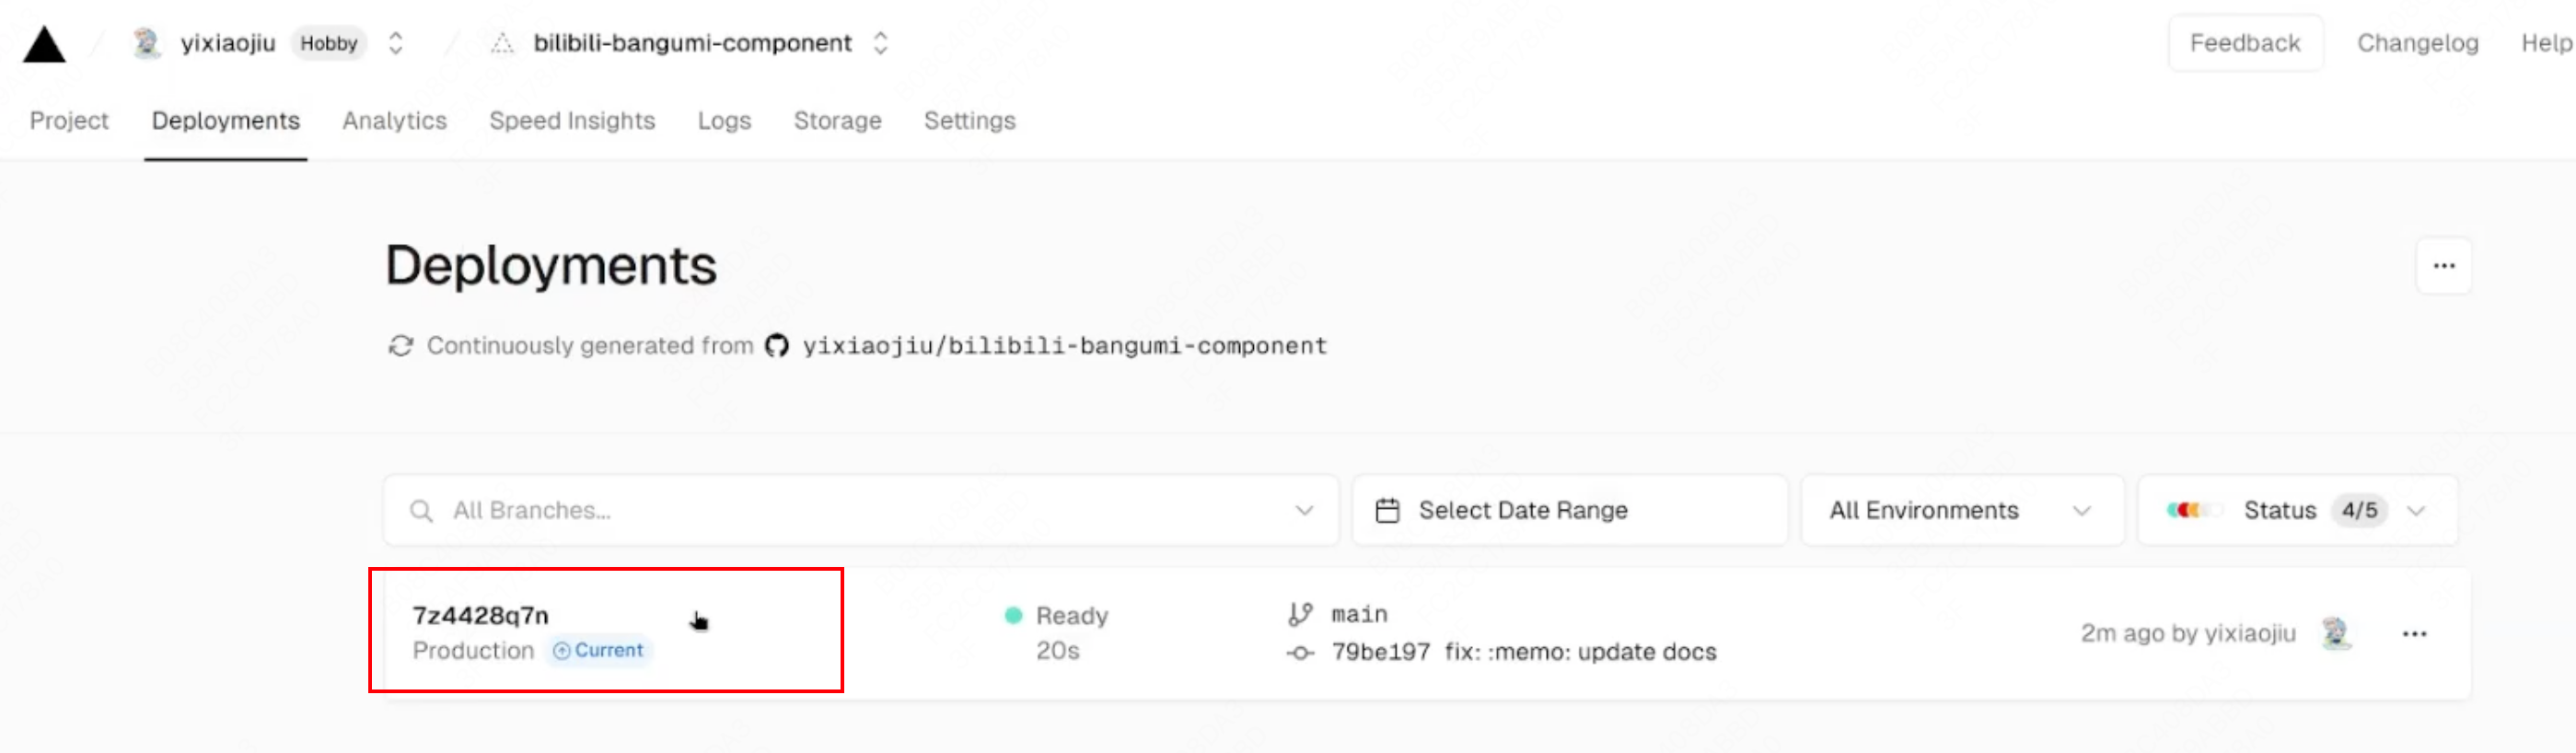 yixiaojiu Hobby bilibili-bangumi-component Feedback Changelog Help
Project Deployments Analytics Speed Insights Logs Storage Settings
Deployments
Continuously generated from yixiaojiu/bilibili-bangumi-component
All Branches... Select Date Range All Environments Status 4/5
7z4428q7n Ready main
Production Current 20s 79be197 fix: :memo: update docs
2m ago by yixiaojiu